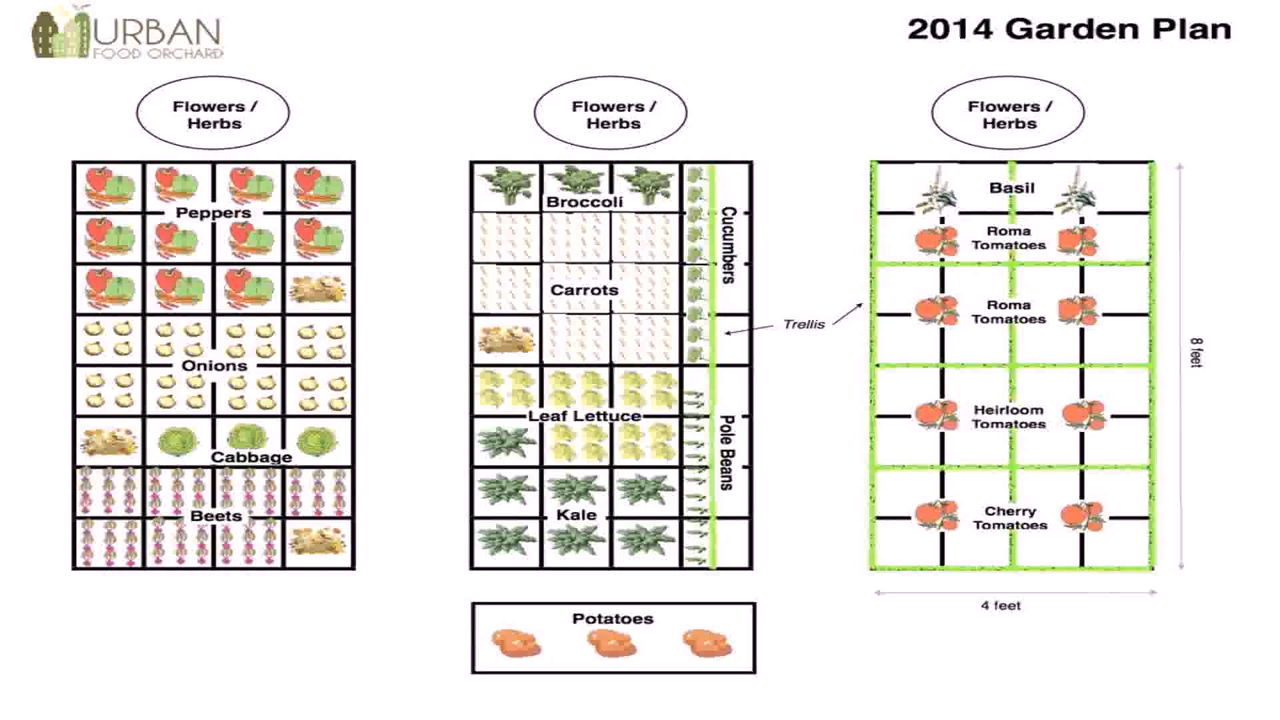 URBAN
FOOD ORCHARD
2014 Garden Plan
Flowers /
Herbs
Flowers /
Herbs
Flowers /
Herbs
Peppers
Onions
Cabbage
Beets
Broccoli
Carrots
Leaf Lettuce
Kale
Cucumbers
Pole Beans
Trellis
Basil
Roma
Tomatoes
Roma
Tomatoes
Heirloom
Tomatoes
Cherry
Tomatoes
8 feet
4 feet
Potatoes